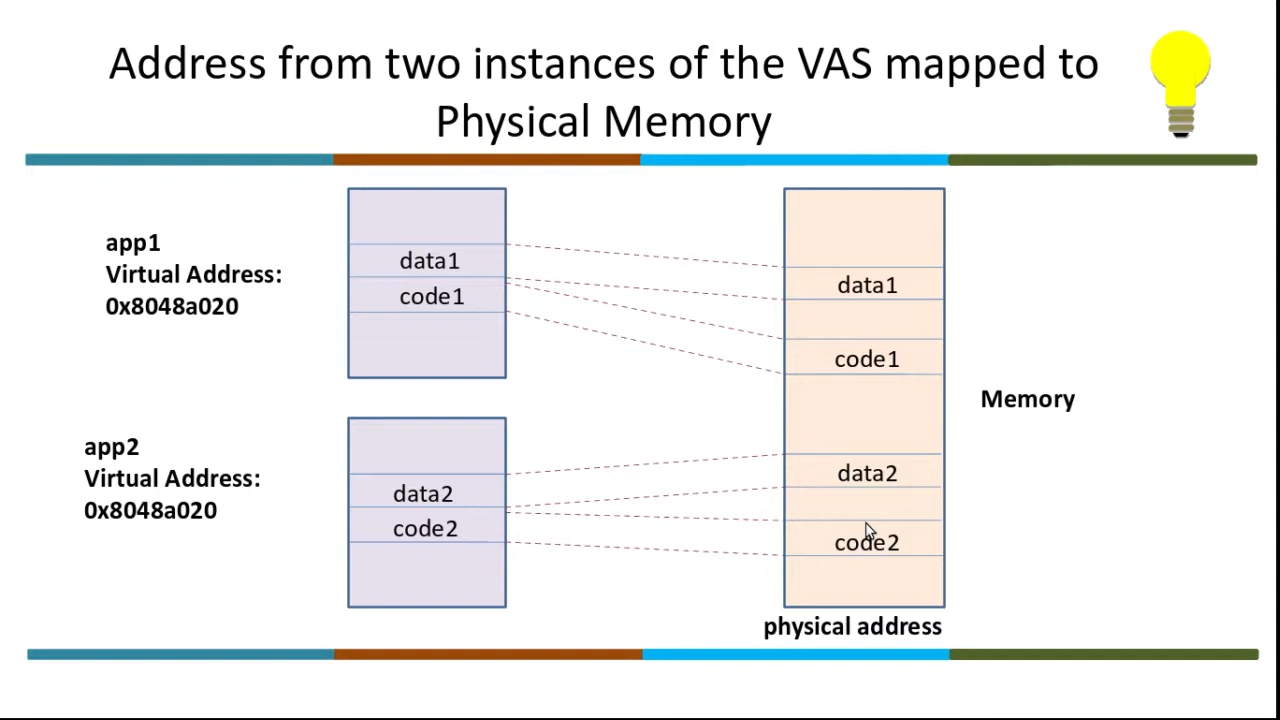 Address from two instances of the VAS mapped to
Physical Memory
app1
Virtual Address:
0x8048a020
data1
code1
data1
code1
Memory
app2
Virtual Address:
0x8048a020
data2
code2
data2
code2
physical address